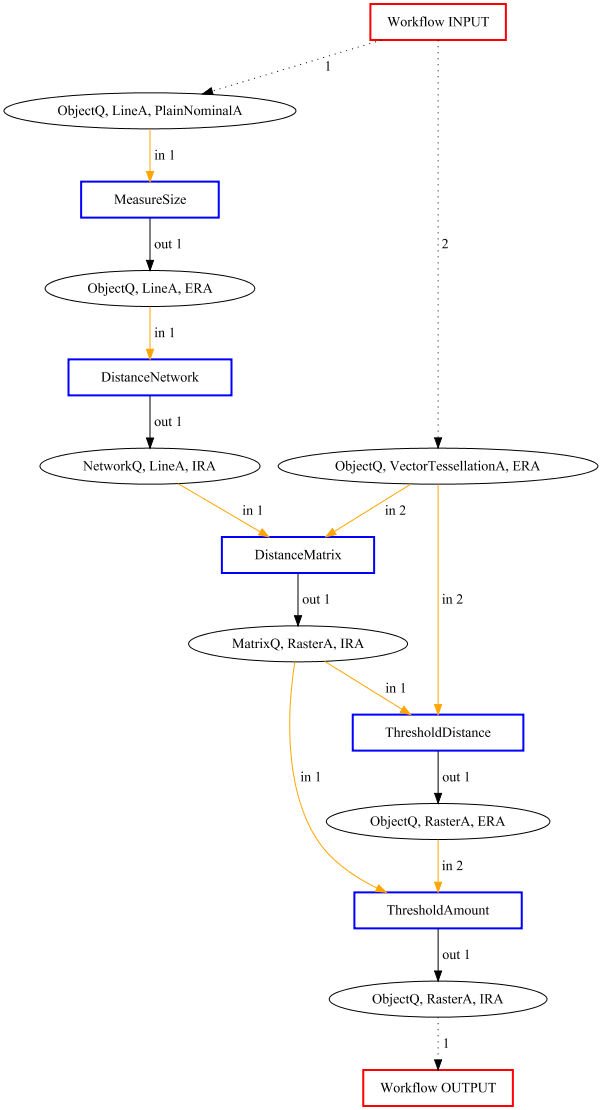 Workflow INPUT
1
ObjectQ, LineA, PlainNominalA
in 1
MeasureSize
2
out 1
ObjectQ, LineA, ERA
in 1
DistanceNetwork
out 1
NetworkQ, LineA, IRA
ObjectQ, VectorTessellationA, ERA
in 1
in 2
DistanceMatrix
out 1
in 2
MatrixQ, RasterA, IRA
in 1
ThresholdDistance
in 1
out 1
ObjectQ, RasterA, ERA
in 2
ThresholdAmount
out 1
ObjectQ, RasterA, IRA
1
Workflow OUTPUT